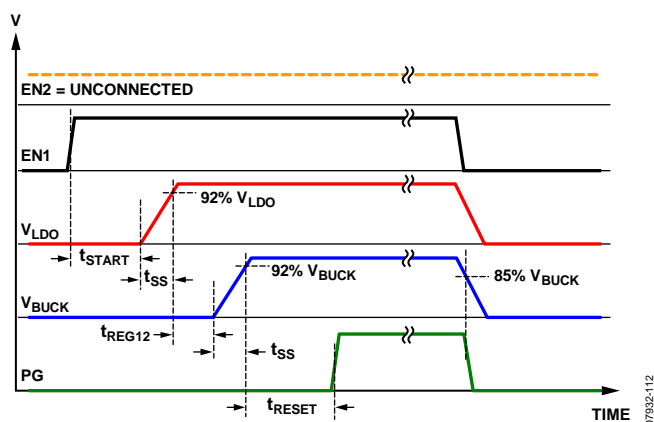 V
EN2 = UNCONNECTED
EN1
92% VLDO
VLDO
tSTART
tSS
92% VBUCK
85% VBUCK
VBUCK
tREG12
tSS
PG
tRESET
TIME
07932-112